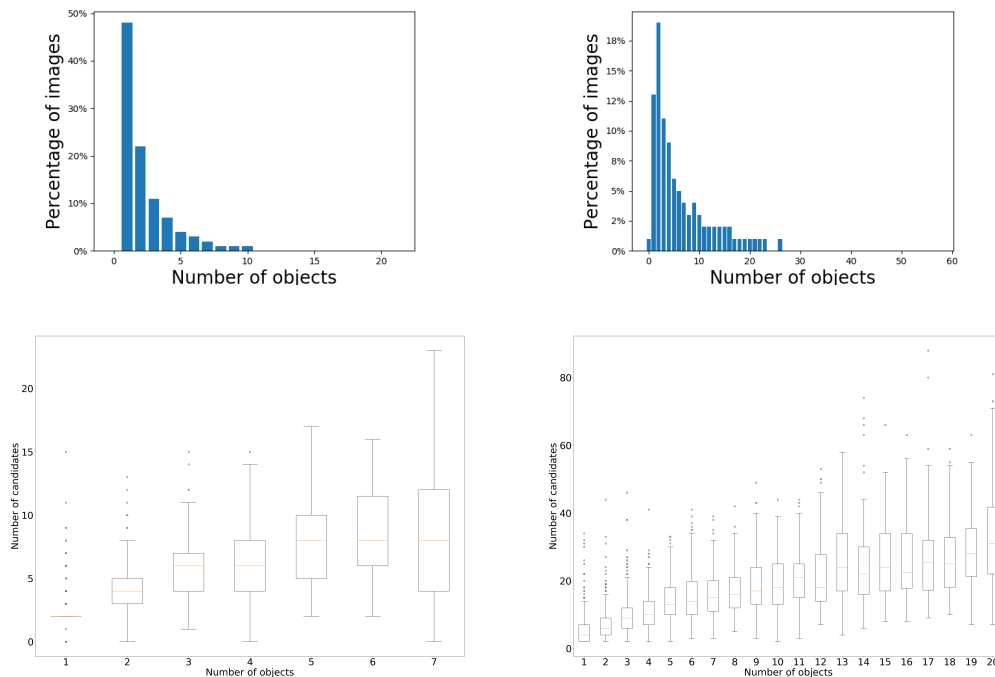 50%
40%
30%
20%
10%
0%
Percentage of images
0 5 10 15 20
Number of objects
18%
15%
12%
10%
8%
5%
2%
0%
Percentage of images
0 10 20 30 40 50 60
Number of objects
20
15
10
5
0
Number of candidates
1 2 3 4 5 6 7
Number of objects
80
60
40
20
0
Number of candidates
1 2 3 4 5 6 7 8 9 10 11 12 13 14 15 16 17 18 19 20
Number of objects